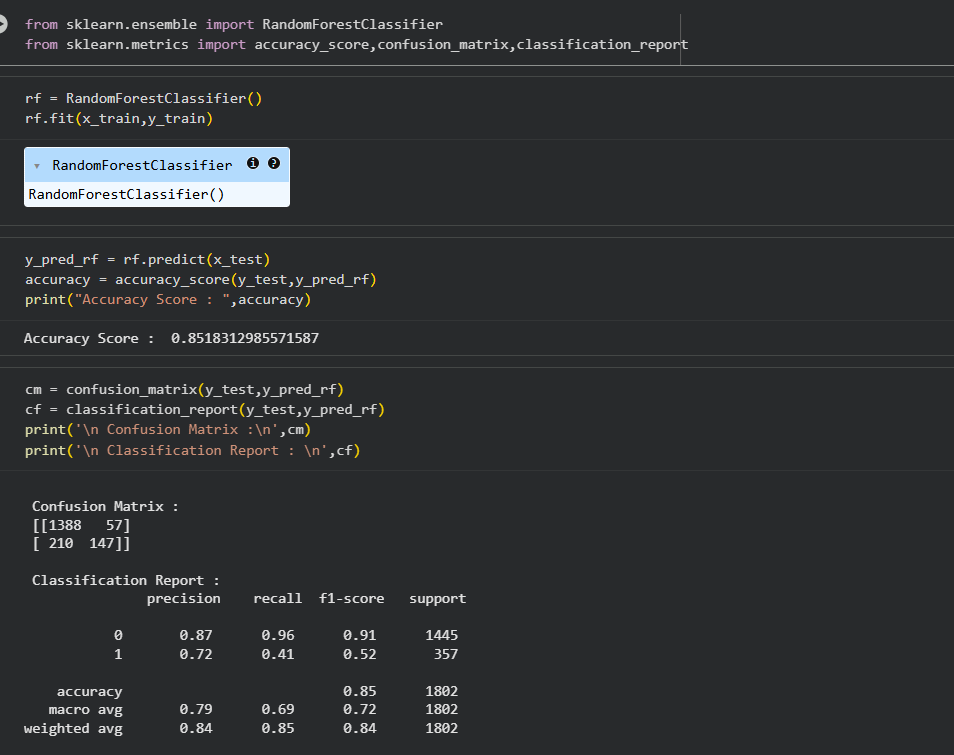 from sklearn.ensemble import RandomForestClassifier
from sklearn.metrics import accuracy_score,confusion_matrix,classification_report
rf = RandomForestClassifier()
rf.fit(x_train,y_train)
RandomForestClassifier i ?
RandomForestClassifier()
y_pred_rf = rf.predict(x_test)
accuracy = accuracy_score(y_test,y_pred_rf)
print("Accuracy Score : ",accuracy)
Accuracy Score :  0.8518312985571587
cm = confusion_matrix(y_test,y_pred_rf)
cf = classification_report(y_test,y_pred_rf)
print('\n Confusion Matrix :\n',cm)
print('\n Classification Report : \n',cf)
Confusion Matrix :
[[1388   57]
[ 210  147]]
Classification Report :
precision    recall  f1-score   support
0       0.87      0.96      0.91      1445
1       0.72      0.41      0.52       357
accuracy                           0.85      1802
macro avg       0.79      0.69      0.72      1802
weighted avg       0.84      0.85      0.84      1802